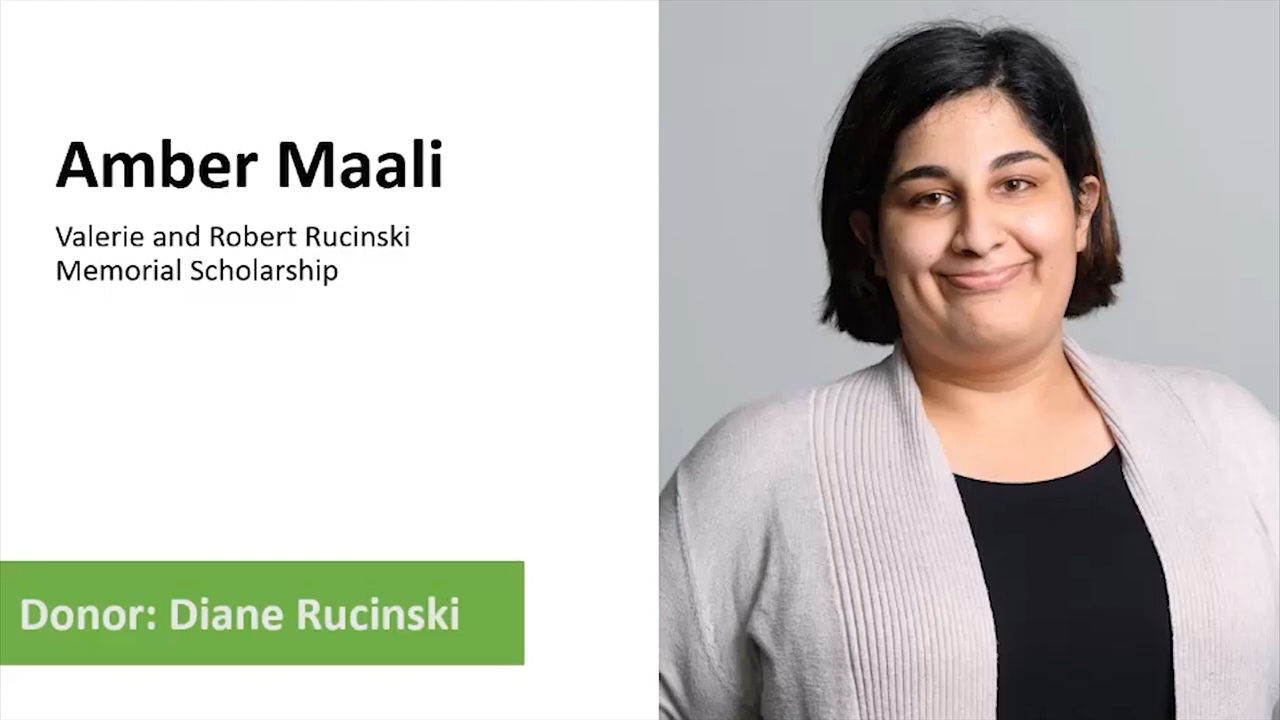 Amber Maali
Valerie and Robert Rucinski
Memorial Scholarship
Donor: Diane Rucinski